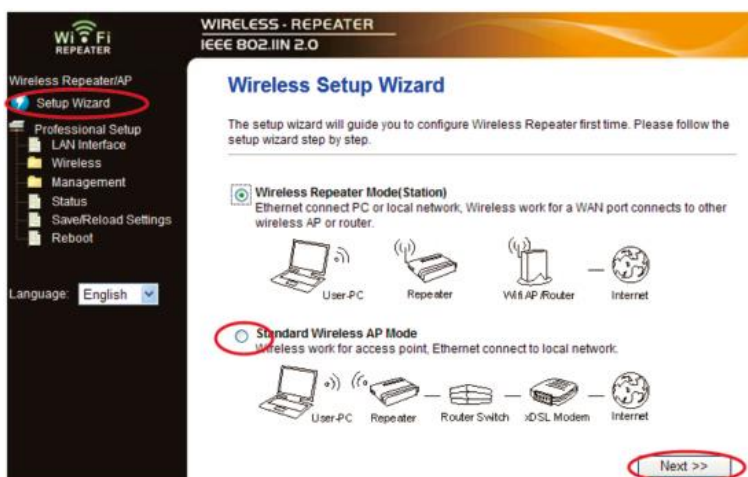 Wi Fi
REPEATER
WIRELESS - REPEATER
IEEE 802.11N 2.0
Wireless Repeater/AP
Setup Wizard
Professional Setup
LAN Interface
Wireless
Management
Status
Save/Reload Settings
Reboot
Language: English
Wireless Setup Wizard
The setup wizard will guide you to configure Wireless Repeater first time. Please follow the
setup wizard step by step.
Wireless Repeater Mode(Station)
Ethernet connect PC or local network, Wireless work for a WAN port connects to other
wireless AP or router.
User-PC Repeater Wifi AP/Router Internet
Standard Wireless AP Mode
Wireless work for access point, Ethernet connect to local network.
User-PC Repeater Router Switch xDSL Modem Internet
Next >>